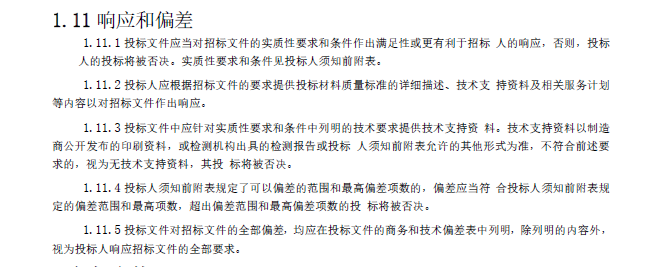 1.11 响应和偏差
1.11.1 投标文件应当对招标文件的实质性要求和条件作出满足性或更有利于招标 人的响应，否则，投标
人的投标将被否决。实质性要求和条件见投标人须知前附表。
1.11.2 投标人应根据招标文件的要求提供投标材料质量标准的详细描述、技术支 持资料及相关服务计划
等内容以对招标文件作出响应。
1.11.3 投标文件中应针对实质性要求和条件中列明的技术要求提供技术支持资 料。技术支持资料以制造
商公开发布的印刷资料，或检测机构出具的检测报告或投标 人须知前附表允许的其他形式为准，不符合前述要
求的，视为无技术支持资料，其投 标将被否决。
1.11.4 投标人须知前附表规定了可以偏差的范围和最高偏差项数的，偏差应当符 合投标人须知前附表规
定的偏差范围和最高项数，超出偏差范围和最高偏差项数的投 标将被否决。
1.11.5 投标文件对招标文件的全部偏差，均应在投标文件的商务和技术偏差表中列明，除列明的内容外，
视为投标人响应招标文件的全部要求。